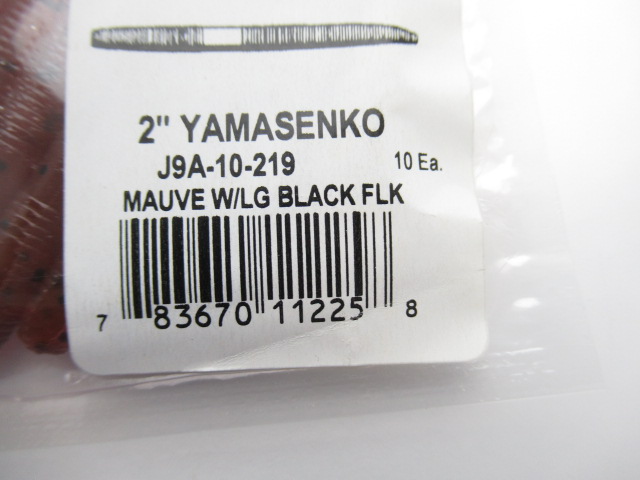 2" YAMASENKO
J9A-10-219 10 Ea.
MAUVE W/LG BLACK FLK
7 83670 11225 8